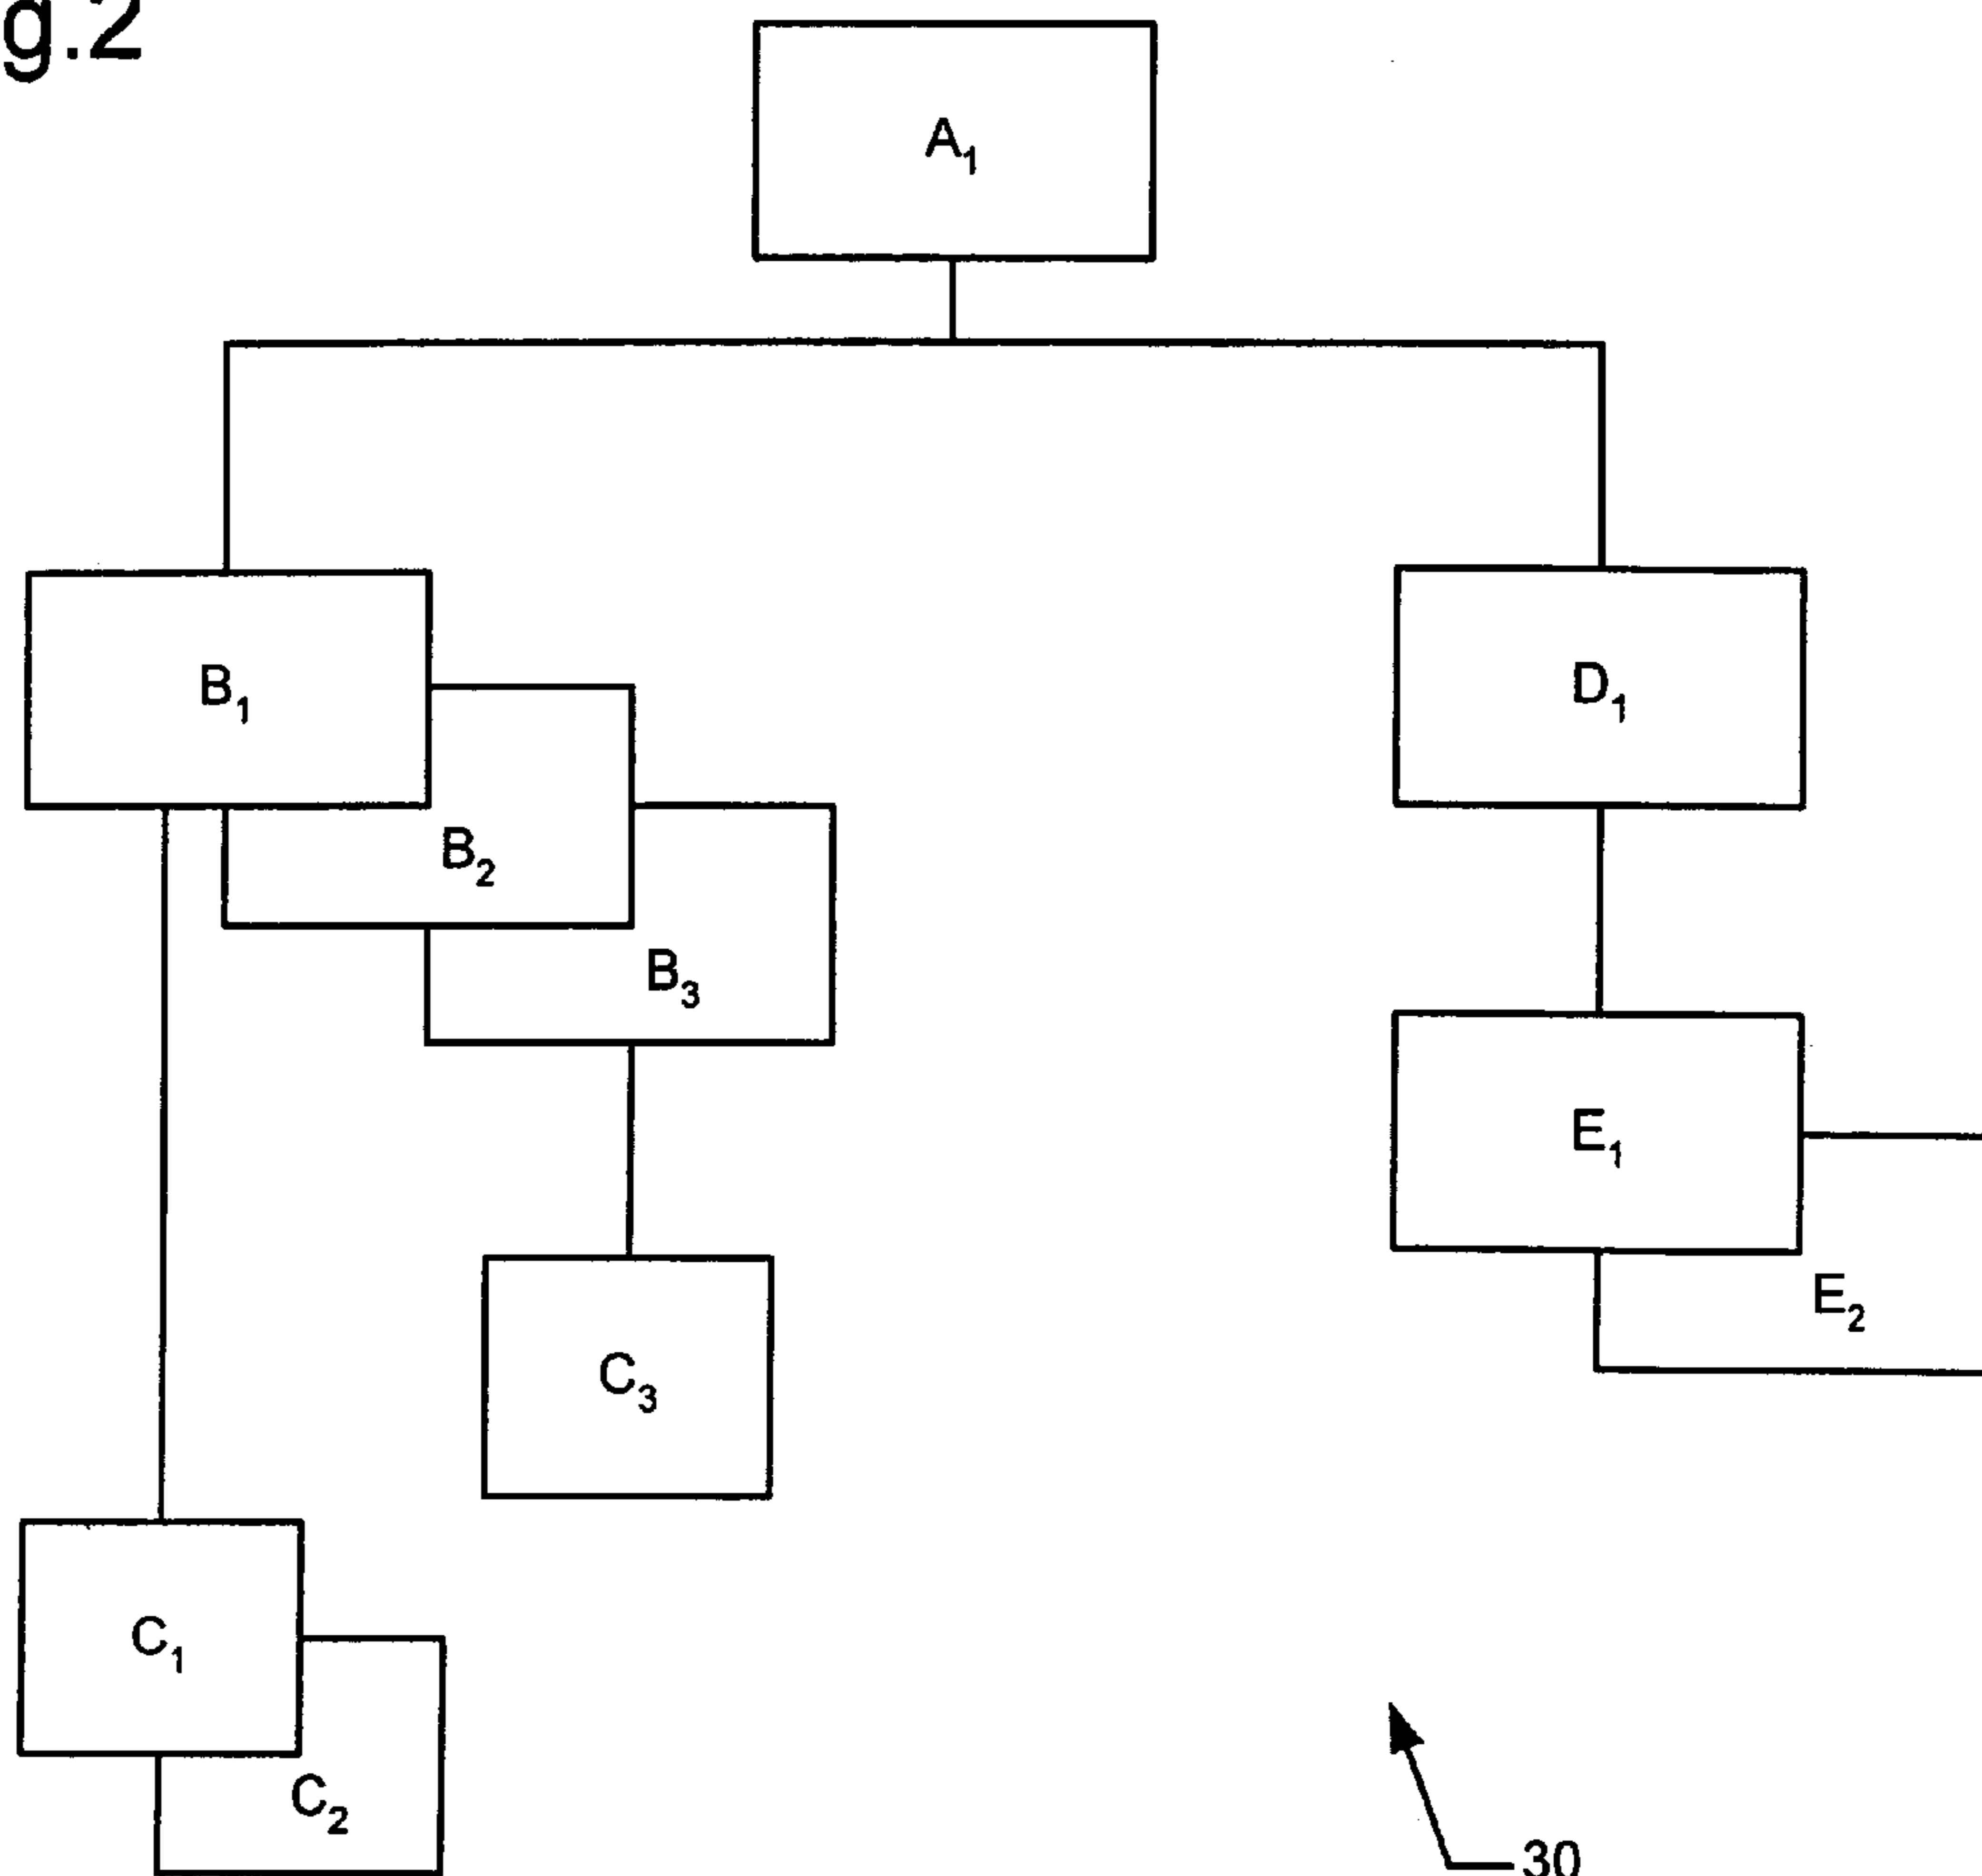 g.2
A₁
B₁
D₁
B₂
B₃
E₁
E₂
C₃
C₁
C₂
30